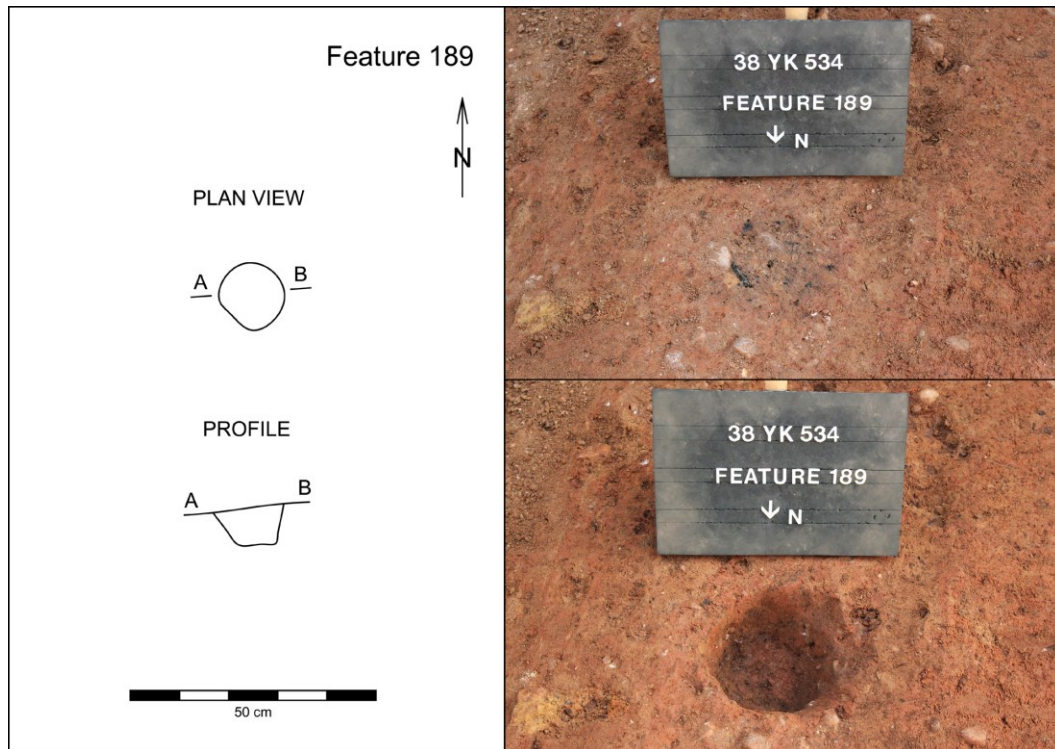 Feature 189
N
PLAN VIEW
A B
PROFILE
A B
50 cm
38 YK 534
FEATURE 189
N
38 YK 534
FEATURE 189
N